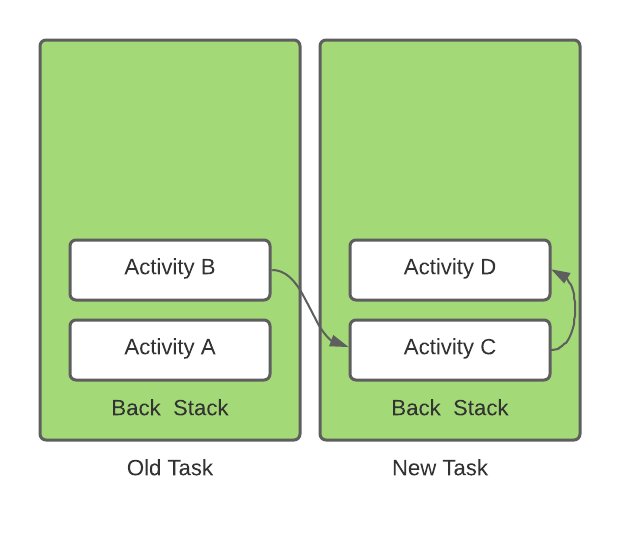 Activity B
Activity A
Back Stack
Old Task
Activity D
Activity C
Back Stack
New Task